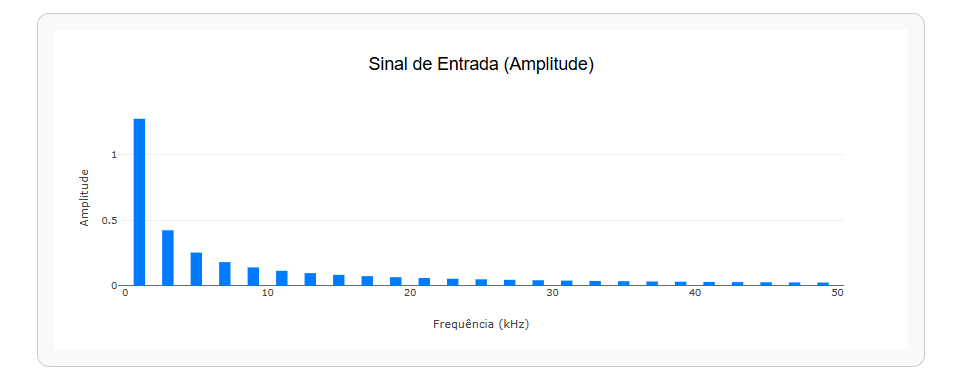 Sinal de Entrada (Amplitude)
Amplitude
1
0.5
0
0 10 20 30 40 50
Frequência (kHz)